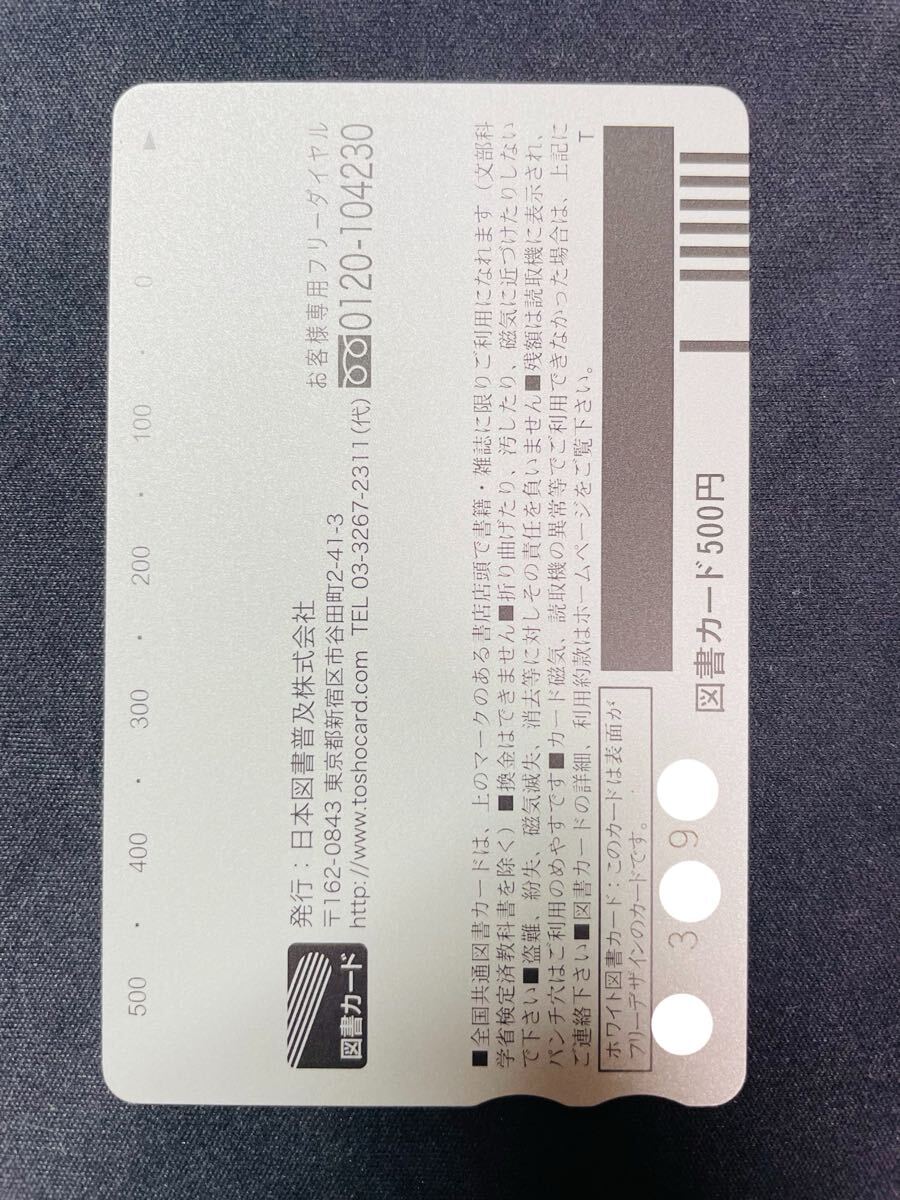 500 ・ 400 ・ 300 ・ 200 ・ 100 ・ 0
図書カード
発行：日本図書普及株式会社
〒162-0843 東京都新宿区市谷田町2-41-3
http://www.toshocard.com TEL 03-3267-2311(代)
お客様専用フリーダイヤル
0120-104230
■全国共通図書カードは、上のマークのある書店店頭で書籍・雑誌に限りご利用になれます（文部科
学省検定済教科書を除く）■換金はできません■折り曲げたり、汚したり、磁気に近づけたりしない
で下さい■盗難、紛失、磁気滅失、消去等に対しその責任を負いません■残額は読取機に表示され、
パンチ穴はご利用のめやすです■カード磁気、読取機の異常等でご利用できなかった場合は、上記に
ご連絡下さい■図書カードの詳細、利用約款はホームページをご覧下さい。
T
ホワイト図書カード：このカードは表面が
フリーデザインのカードです。
3 9
図書カード500円